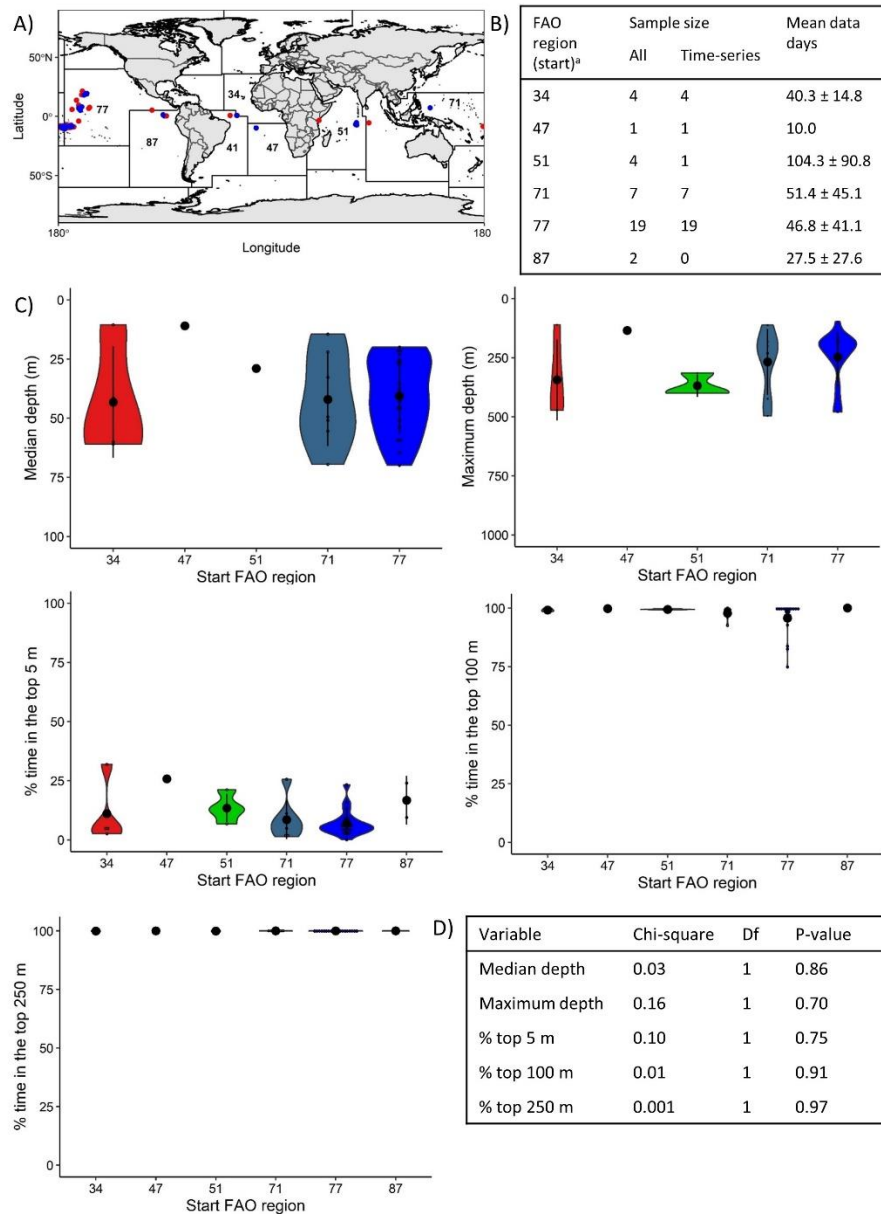 A)
50°N
0°
50°S
Latitude
180°
180
Longitude
77
87
41
34
47
51
71
B)
FAO region (start)ᵃ Sample size Mean data days
All Time-series
34 4 4 40.3 ± 14.8
47 1 1 10.0
51 4 1 104.3 ± 90.8
71 7 7 51.4 ± 45.1
77 19 19 46.8 ± 41.1
87 2 0 27.5 ± 27.6
C)
Median depth (m)
0
25
50
75
100
34 47 51 71 77
Start FAO region
Maximum depth (m)
0
250
500
750
1000
34 47 51 71 77
Start FAO region
% time in the top 5 m
100
75
50
25
0
34 47 51 71 77 87
Start FAO region
% time in the top 100 m
100
75
50
25
0
34 47 51 71 77 87
Start FAO region
% time in the top 250 m
100
75
50
25
0
34 47 51 71 77 87
Start FAO region
D)
Variable Chi-square Df P-value
Median depth 0.03 1 0.86
Maximum depth 0.16 1 0.70
% top 5 m 0.10 1 0.75
% top 100 m 0.01 1 0.91
% top 250 m 0.001 1 0.97